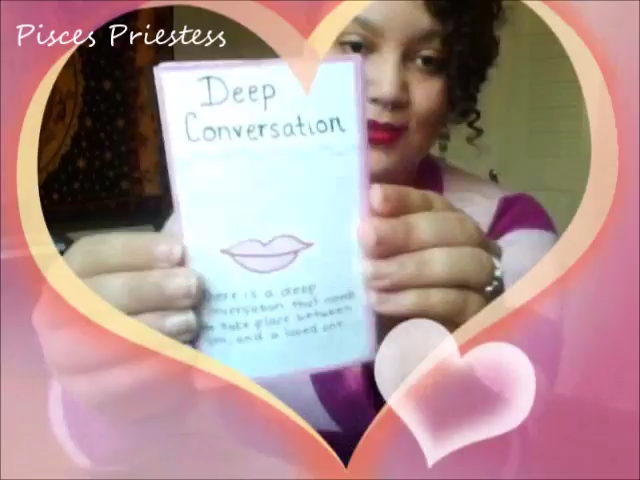 Pisces Priestess
Deep
Conversation
there is a deep
conversation that needs
to take place between
you and a loved one